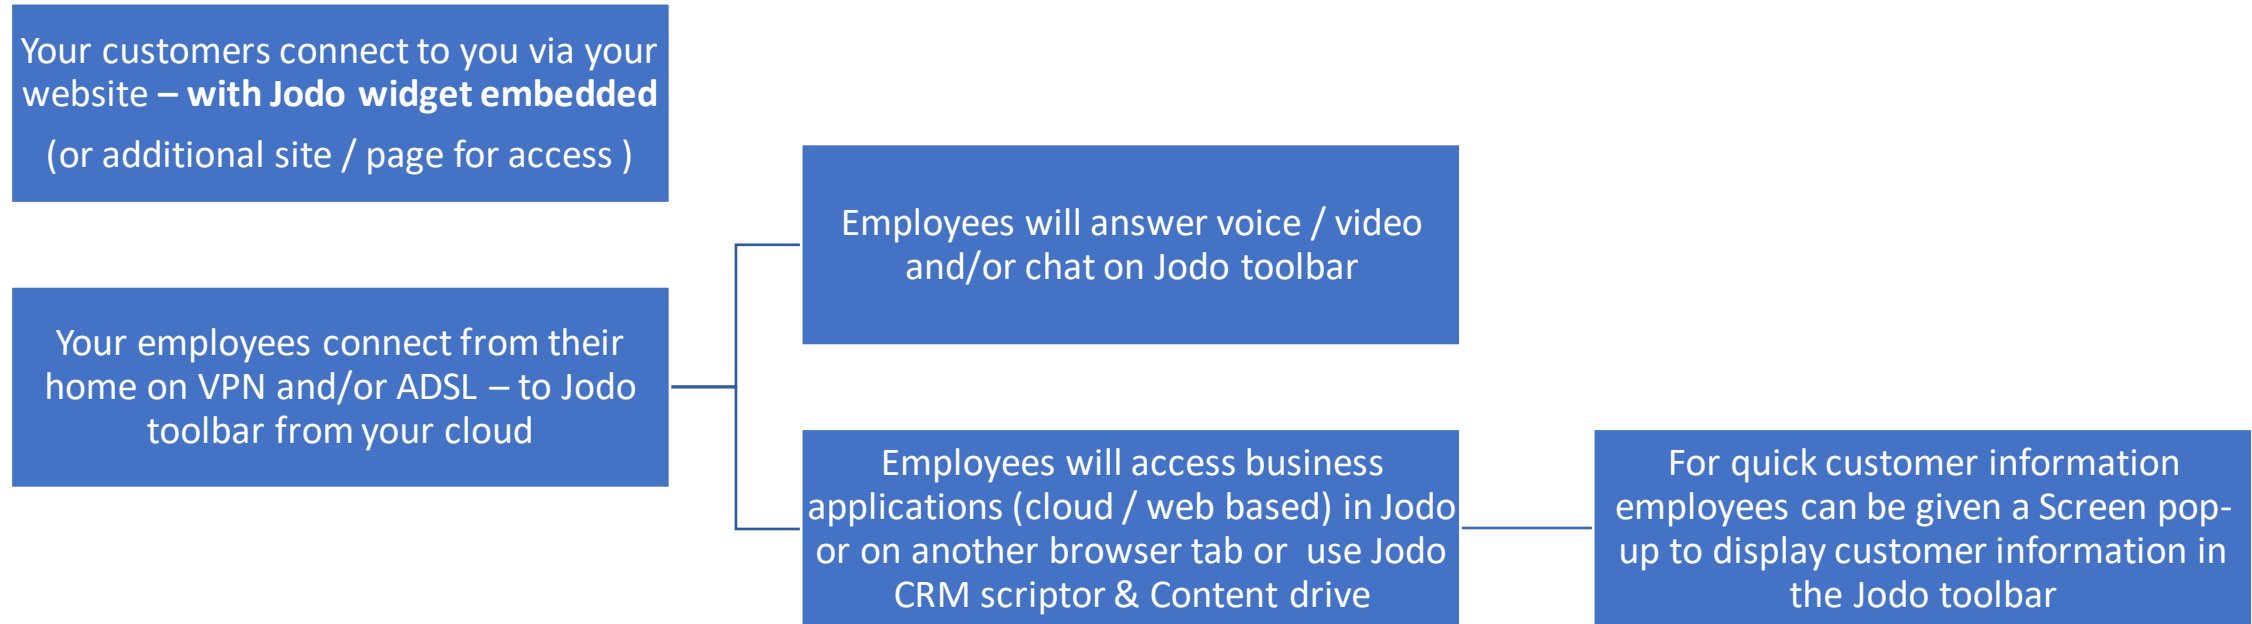 Your customers connect to you via your
website – with Jodo widget embedded
(or additional site / page for access )
Your employees connect from their
home on VPN and/or ADSL – to Jodo
toolbar from your cloud
Employees will answer voice / video
and/or chat on Jodo toolbar
Employees will access business
applications (cloud / web based) in Jodo
or on another browser tab or use Jodo
CRM scriptor & Content drive
For quick customer information
employees can be given a Screen pop-
up to display customer information in
the Jodo toolbar